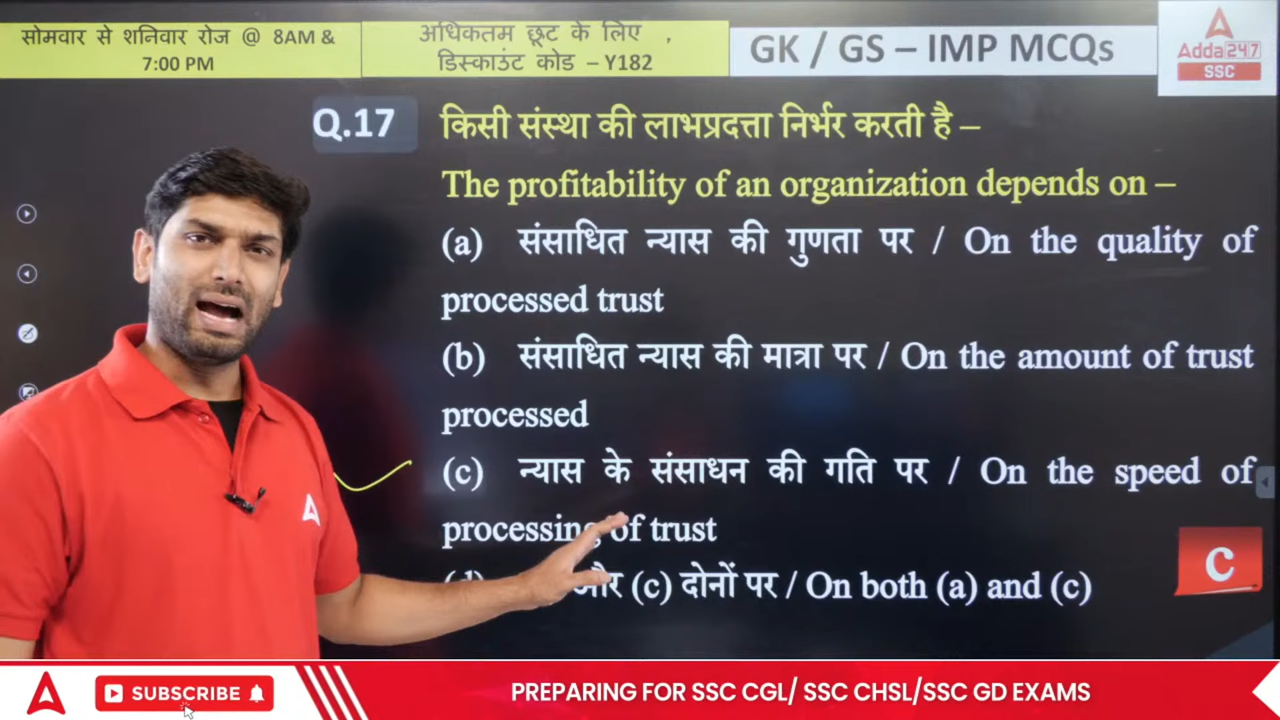 सोमवार से शनिवार रोज @ 8AM &
7:00 PM
अधिकतम छूट के लिए ,
डिस्काउंट कोड – Y182
GK / GS – IMP MCQs
Adda 247
SSC
Q.17
किसी संस्था की लाभप्रदत्ता निर्भर करती है –
The profitability of an organization depends on –
(a) संसाधित न्यास की गुणता पर / On the quality of
processed trust
(b) संसाधित न्यास की मात्रा पर / On the amount of trust
processed
(c) न्यास के संसाधन की गति पर / On the speed of
processing of trust
और (c) दोनों पर / On both (a) and (c)
C
SUBSCRIBE
PREPARING FOR SSC CGL/ SSC CHSL/SSC GD EXAMS